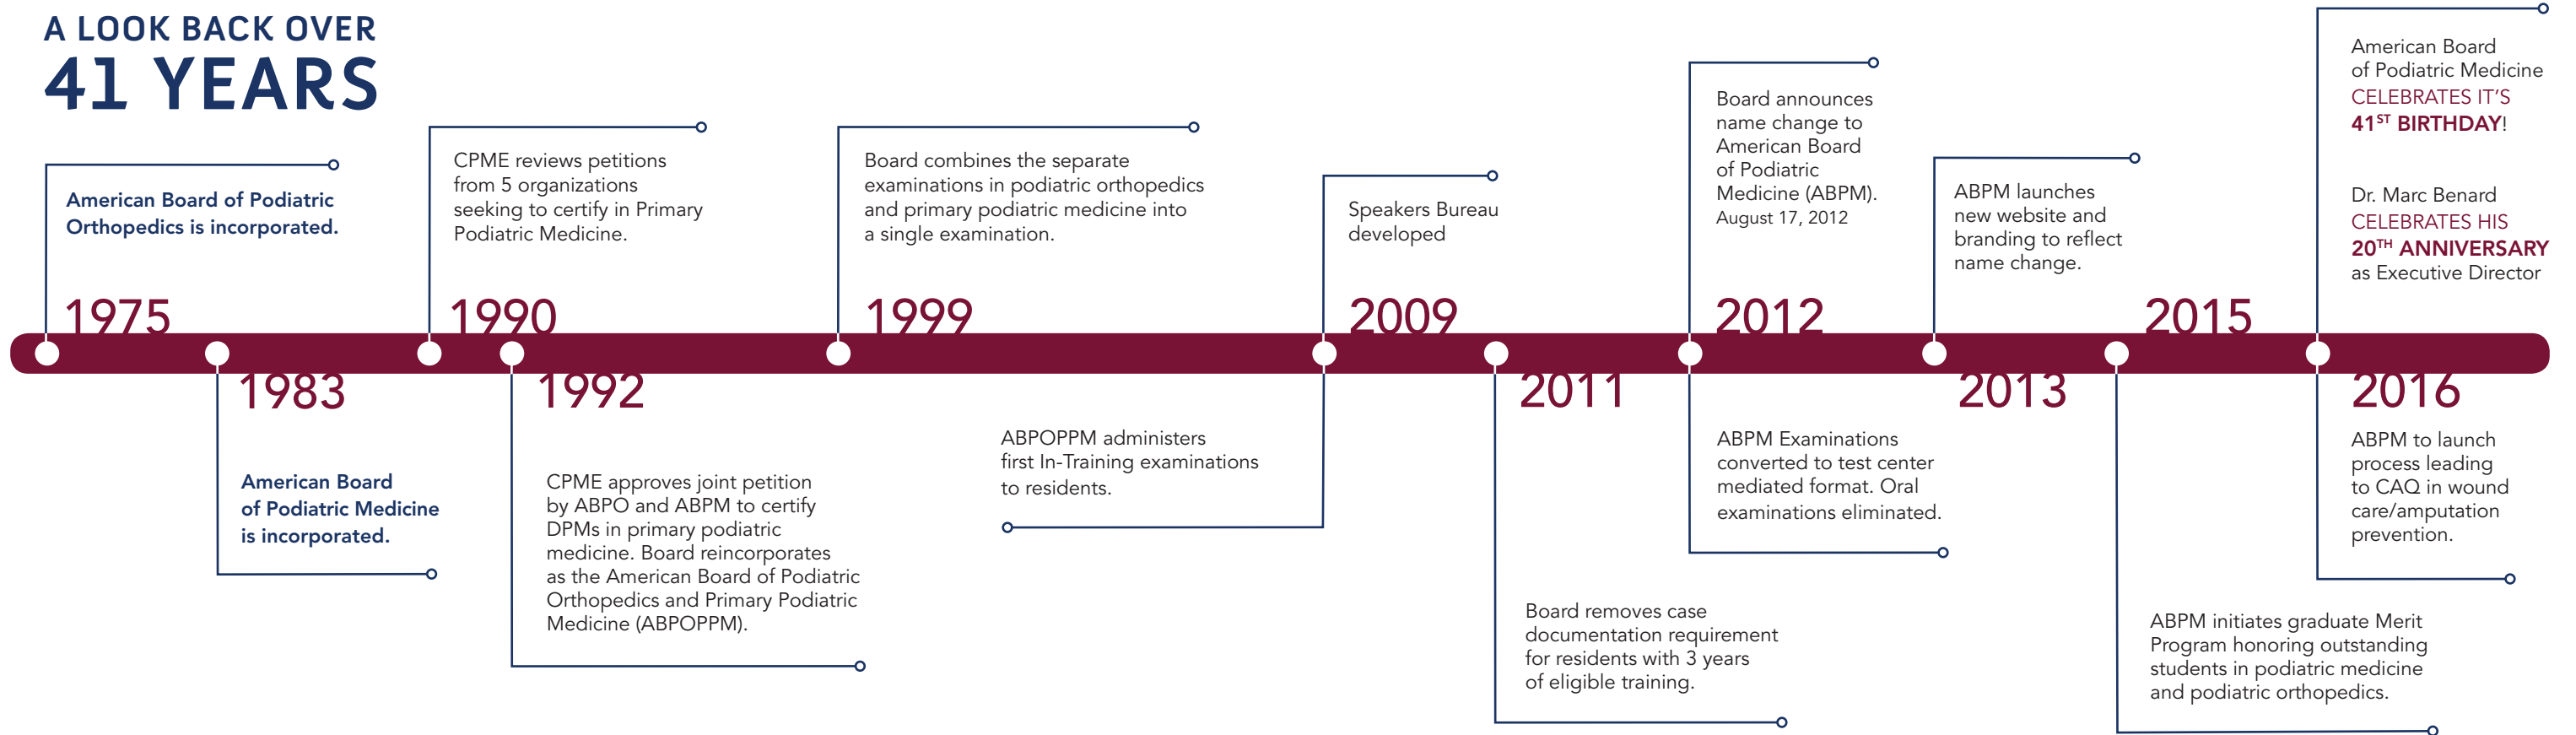 A LOOK BACK OVER
41 YEARS
American Board of Podiatric
Orthopedics is incorporated.
1975
1983
American Board
of Podiatric Medicine
is incorporated.
CPME reviews petitions
from 5 organizations
seeking to certify in Primary
Podiatric Medicine.
1990
1992
CPME approves joint petition
by ABPO and ABPM to certify
DPMs in primary podiatric
medicine. Board reincorporates
as the American Board of Podiatric
Orthopedics and Primary Podiatric
Medicine (ABPOPPM).
Board combines the separate
examinations in podiatric orthopedics
and primary podiatric medicine into
a single examination.
1999
Speakers Bureau
developed
2009
ABPOPPM administers
first In-Training examinations
to residents.
2011
Board removes case
documentation requirement
for residents with 3 years
of eligible training.
Board announces
name change to
American Board
of Podiatric
Medicine (ABPM).
August 17, 2012
2012
ABPM Examinations
converted to test center
mediated format. Oral
examinations eliminated.
ABPM launches
new website and
branding to reflect
name change.
2013
2015
ABPM initiates graduate Merit
Program honoring outstanding
students in podiatric medicine
and podiatric orthopedics.
American Board
of Podiatric Medicine
CELEBRATES IT'S
41ST BIRTHDAY!
Dr. Marc Benard
CELEBRATES HIS
20TH ANNIVERSARY
as Executive Director
2016
ABPM to launch
process leading
to CAQ in wound
care/amputation
prevention.